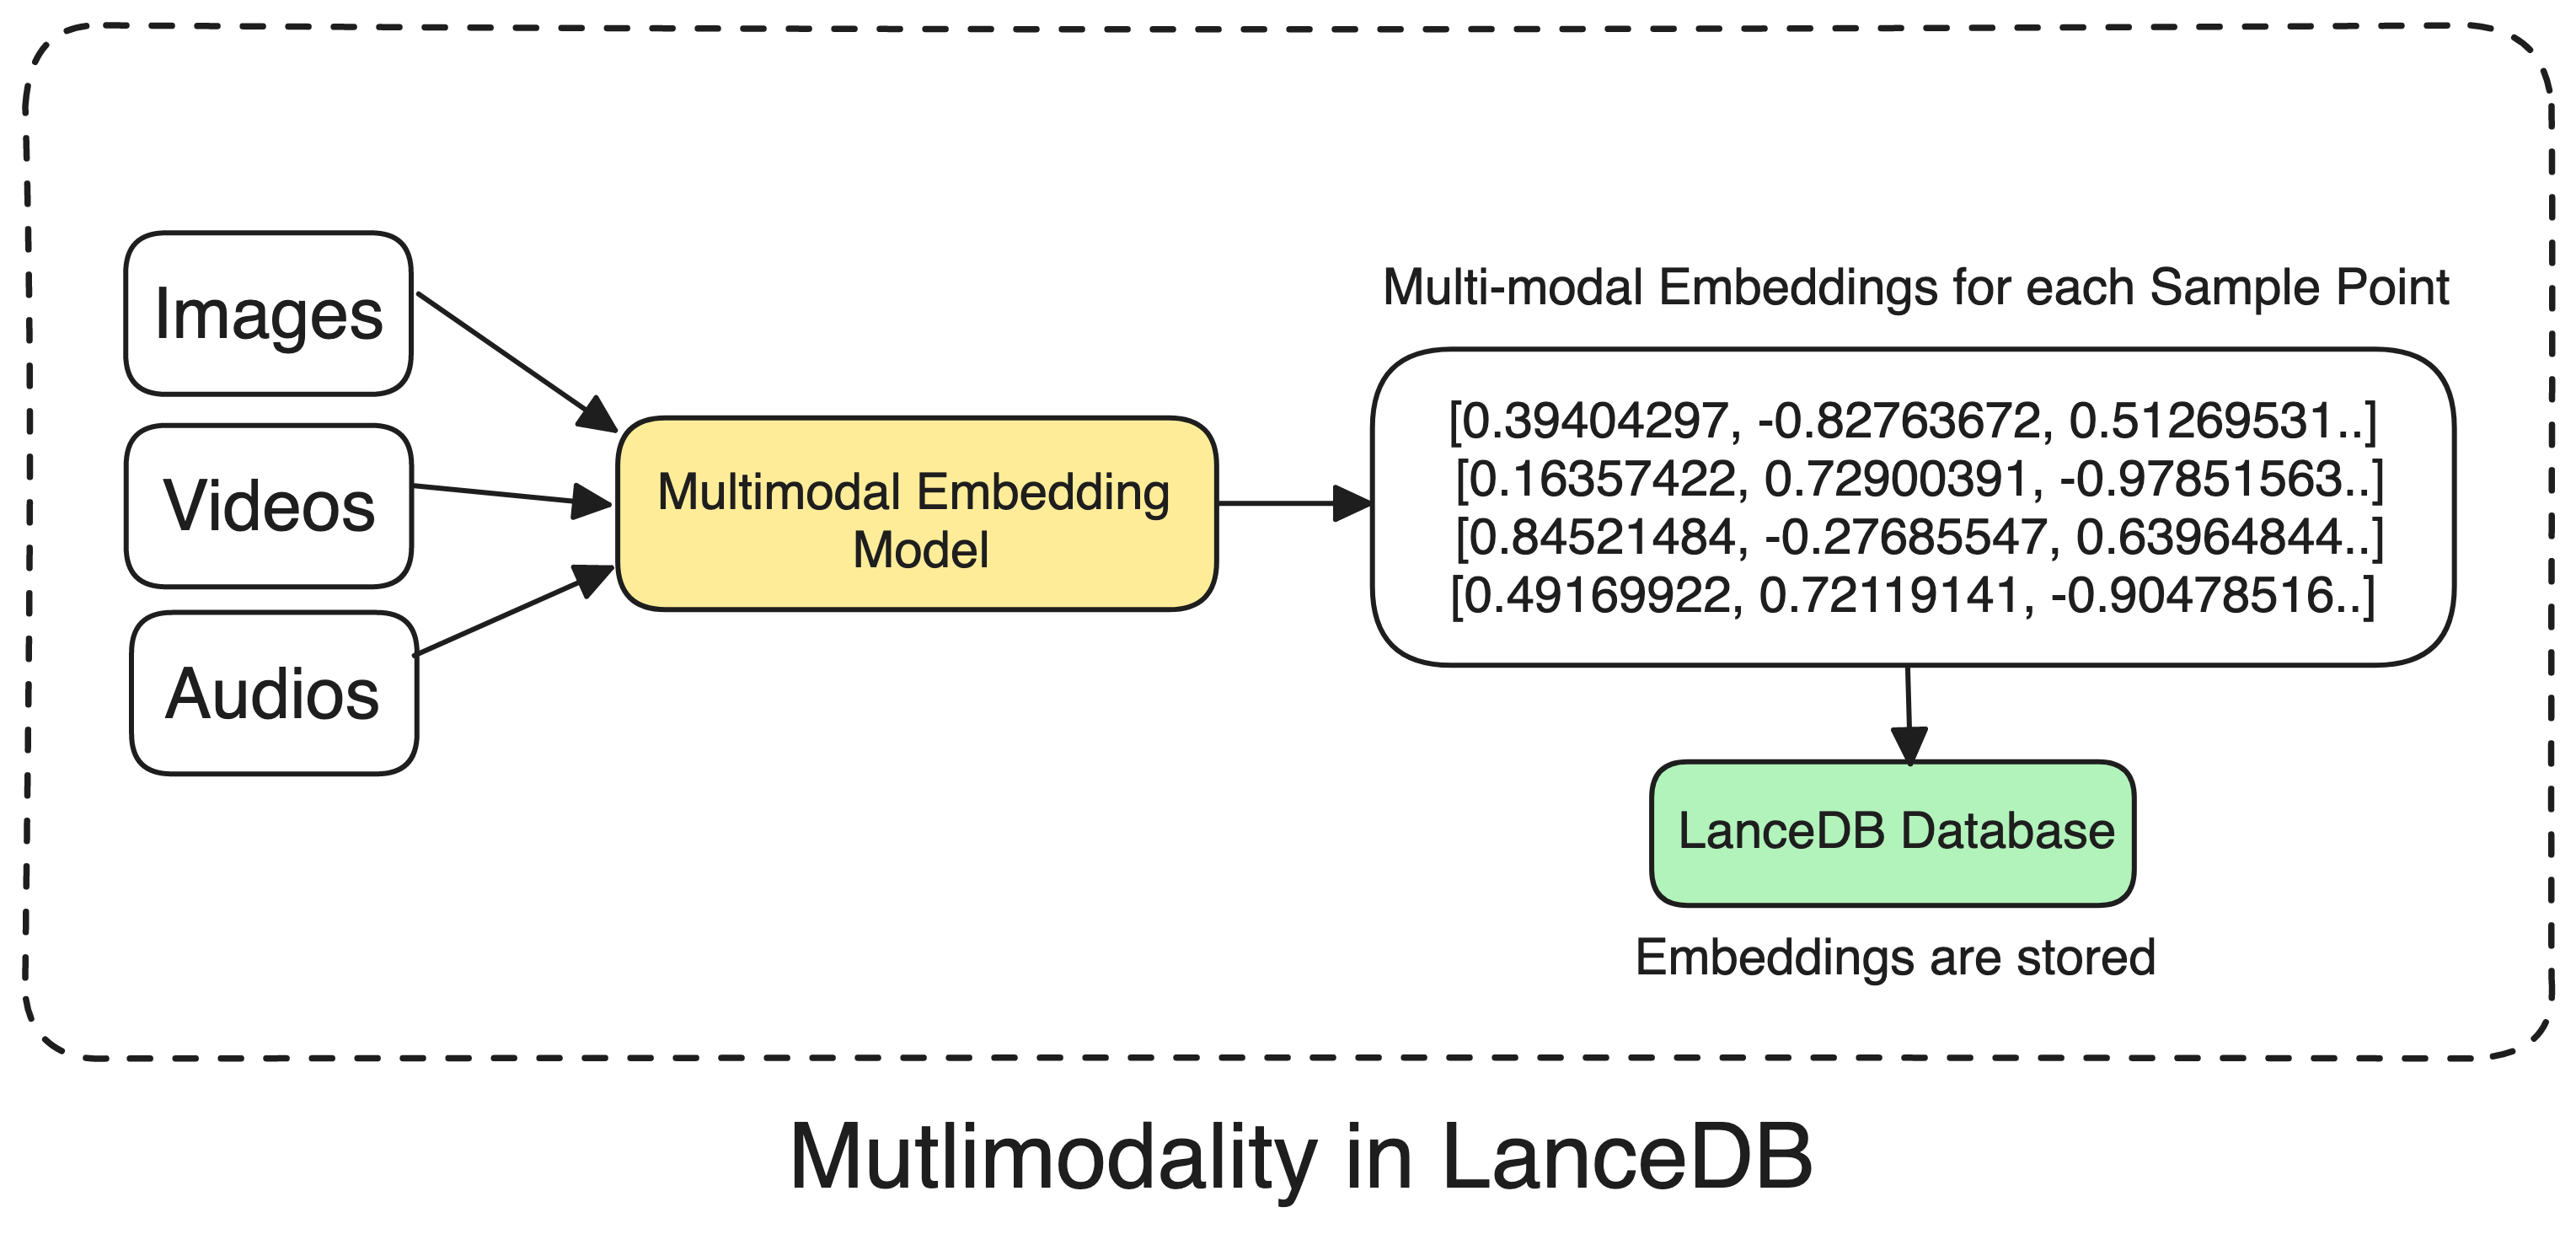 Images
Videos
Audios
Multimodal Embedding
Model
Multi-modal Embeddings for each Sample Point
[0.39404297, -0.82763672, 0.51269531..]
[0.16357422, 0.72900391, -0.97851563..]
[0.84521484, -0.27685547, 0.63964844..]
[0.49169922, 0.72119141, -0.90478516..]
LanceDB Database
Embeddings are stored
Mutlimodality in LanceDB